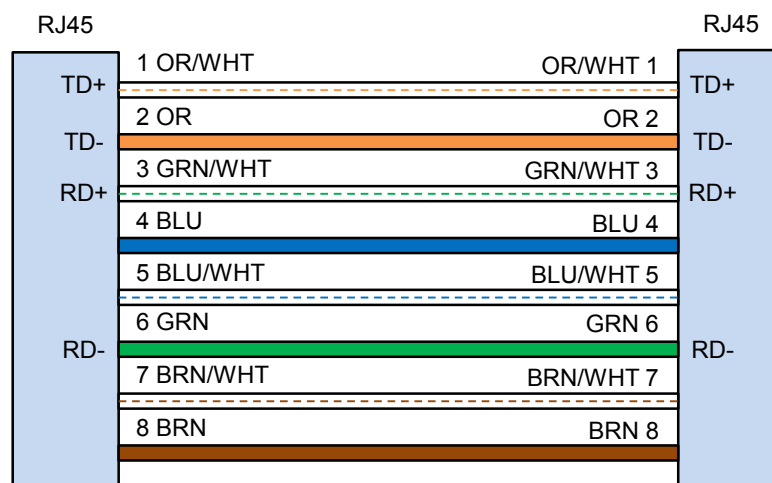 RJ45 RJ45
1 OR/WHT OR/WHT 1
TD+ TD+
2 OR OR 2
TD- TD-
3 GRN/WHT GRN/WHT 3
RD+ RD+
4 BLU BLU 4
5 BLU/WHT BLU/WHT 5
6 GRN GRN 6
RD- RD-
7 BRN/WHT BRN/WHT 7
8 BRN BRN 8